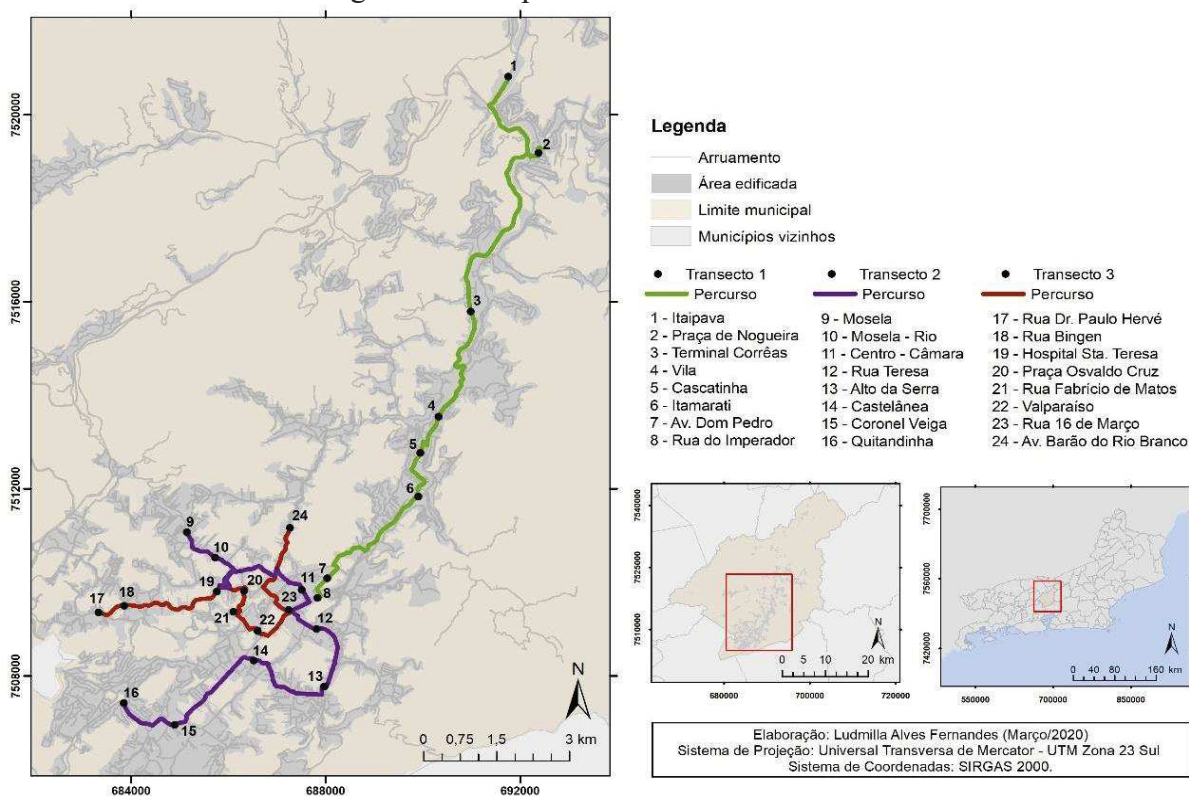 1
2
3
4
5
6
7
8
9
10
11
12
13
14
15
16
17
18
19
20
21
22
23
24
7520000
7516000
7512000
7508000
684000
688000
692000
N
0 0,75 1,5 3 km
Legenda
Arruamento
Área edificada
Limite municipal
Municípios vizinhos
Transecto 1
Percurso
1 - Itaipava
2 - Praça de Nogueira
3 - Terminal Corrêas
4 - Vila
5 - Cascatinha
6 - Itamarati
7 - Av. Dom Pedro
8 - Rua do Imperador
Transecto 2
Percurso
9 - Mosela
10 - Mosela - Rio
11 - Centro - Câmara
12 - Rua Teresa
13 - Alto da Serra
14 - Castelânea
15 - Coronel Veiga
16 - Quitandinha
Transecto 3
Percurso
17 - Rua Dr. Paulo Hervé
18 - Rua Bingen
19 - Hospital Sta. Teresa
20 - Praça Osvaldo Cruz
21 - Rua Fabrício de Matos
22 - Valparaíso
23 - Rua 16 de Março
24 - Av. Barão do Rio Branco
7540000
7525000
7510000
680000
700000
720000
N
0 5 10 20 km
7700000
7560000
7420000
550000
700000
850000
N
0 40 80 160 km
Elaboração: Ludmilla Alves Fernandes (Março/2020)
Sistema de Projeção: Universal Transversa de Mercator - UTM Zona 23 Sul
Sistema de Coordenadas: SIRGAS 2000.